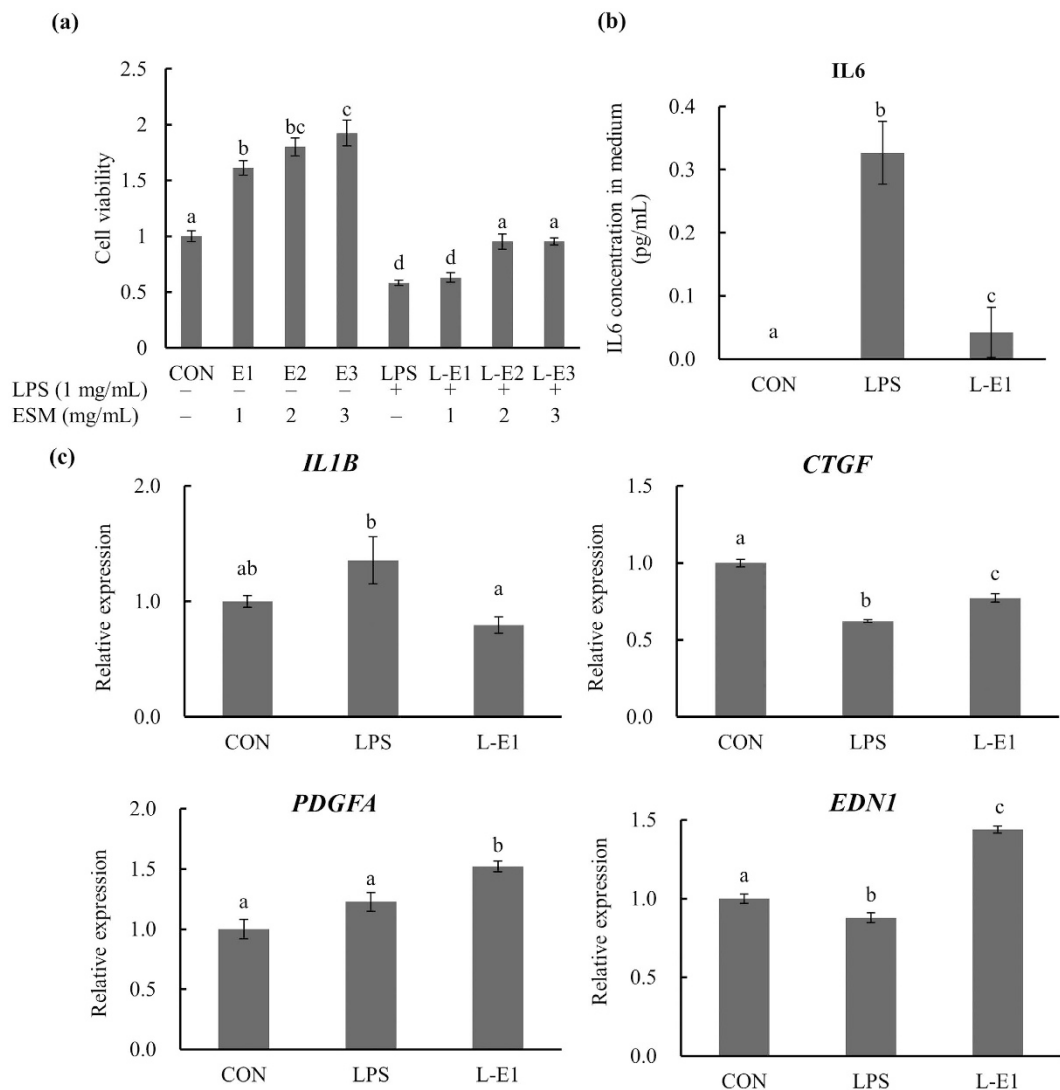 (a)
Cell viability
2.5
2
1.5
1
0.5
0
a
b
bc
c
d
d
a
a
CON E1 E2 E3 LPS L-E1 L-E2 L-E3
LPS (1 mg/mL) – – – – + + + +
ESM (mg/mL) – 1 2 3 – 1 2 3
(b)
IL6
IL6 concentration in medium
(pg/mL)
0.4
0.3
0.2
0.1
0.0
a
b
c
CON LPS L-E1
(c)
IL1B
Relative expression
2.0
1.0
0.0
ab
b
a
CON LPS L-E1
CTGF
Relative expression
1.5
1.0
0.5
0.0
a
b
c
CON LPS L-E1
PDGFA
Relative expression
2.0
1.5
1.0
0.5
0.0
a
a
b
CON LPS L-E1
EDN1
Relative expression
1.5
1.0
0.5
0.0
a
b
c
CON LPS L-E1